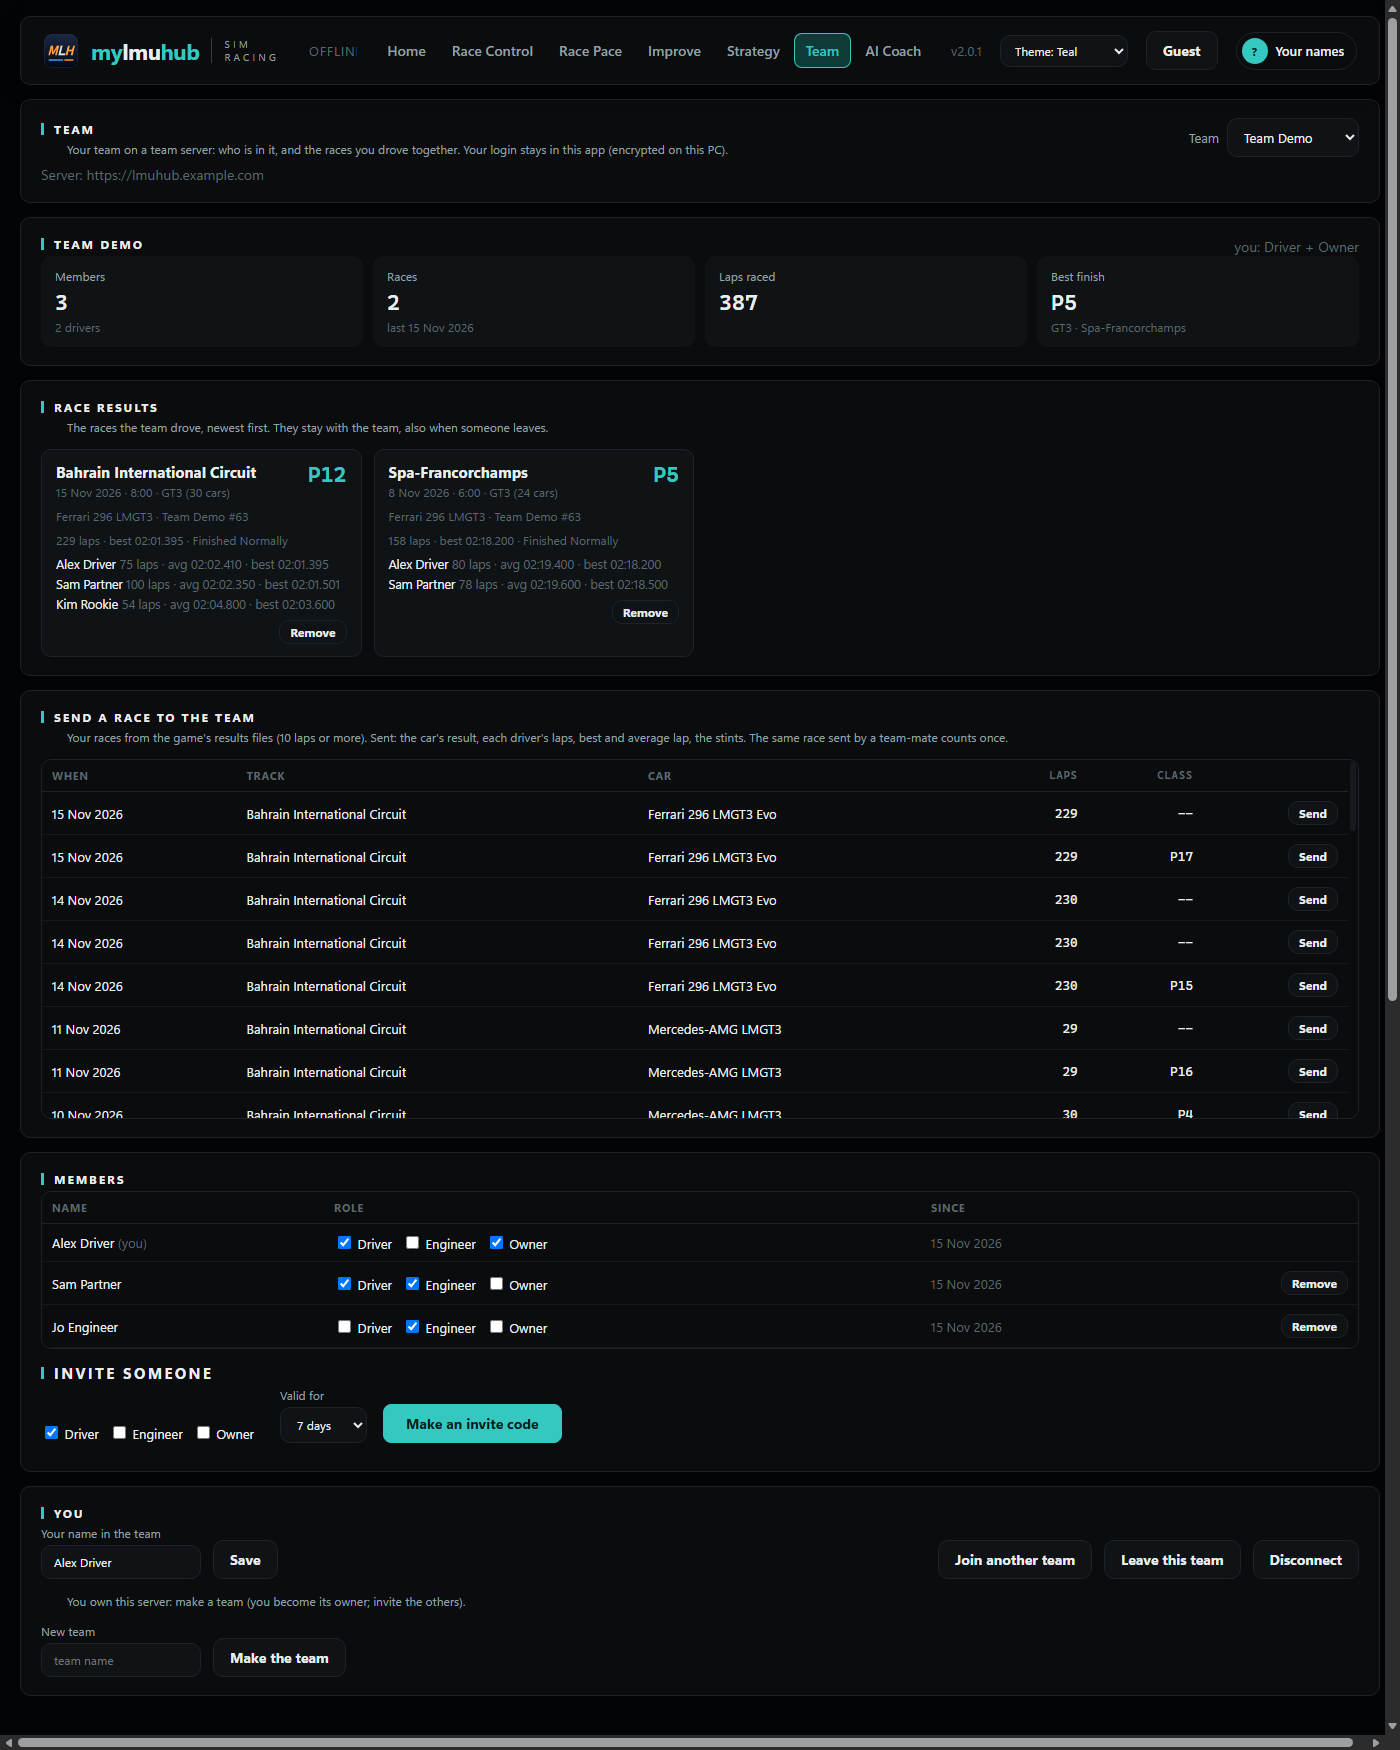 MLH mylmuhub SIM RACING OFFLIN Home Race Control Race Pace Improve Strategy Team AI Coach v2.0.1 Theme: Teal Guest ? Your names
TEAM
Your team on a team server: who is in it, and the races you drove together. Your login stays in this app (encrypted on this PC).
Team Team Demo
Server: https://lmuhub.example.com
TEAM DEMO
you: Driver + Owner
Members
3
2 drivers
Races
2
last 15 Nov 2026
Laps raced
387
Best finish
P5
GT3 · Spa-Francorchamps
RACE RESULTS
The races the team drove, newest first. They stay with the team, also when someone leaves.
Bahrain International Circuit P12
15 Nov 2026 · 8:00 · GT3 (30 cars)
Ferrari 296 LMGT3 · Team Demo #63
229 laps · best 02:01.395 · Finished Normally
Alex Driver 75 laps · avg 02:02.410 · best 02:01.395
Sam Partner 100 laps · avg 02:02.350 · best 02:01.501
Kim Rookie 54 laps · avg 02:04.800 · best 02:03.600
Remove
Spa-Francorchamps P5
8 Nov 2026 · 6:00 · GT3 (24 cars)
Ferrari 296 LMGT3 · Team Demo #63
158 laps · best 02:18.200 · Finished Normally
Alex Driver 80 laps · avg 02:19.400 · best 02:18.200
Sam Partner 78 laps · avg 02:19.600 · best 02:18.500
Remove
SEND A RACE TO THE TEAM
Your races from the game's results files (10 laps or more). Sent: the car's result, each driver's laps, best and average lap, the stints. The same race sent by a team-mate counts once.
WHEN TRACK CAR LAPS CLASS
15 Nov 2026 Bahrain International Circuit Ferrari 296 LMGT3 Evo 229 —— Send
15 Nov 2026 Bahrain International Circuit Ferrari 296 LMGT3 Evo 229 P17 Send
14 Nov 2026 Bahrain International Circuit Ferrari 296 LMGT3 Evo 230 —— Send
14 Nov 2026 Bahrain International Circuit Ferrari 296 LMGT3 Evo 230 —— Send
14 Nov 2026 Bahrain International Circuit Ferrari 296 LMGT3 Evo 230 P15 Send
11 Nov 2026 Bahrain International Circuit Mercedes-AMG LMGT3 29 —— Send
11 Nov 2026 Bahrain International Circuit Mercedes-AMG LMGT3 29 P16 Send
10 Nov 2026 Bahrain International Circuit Mercedes-AMG LMGT3 30 P4 Send
MEMBERS
NAME ROLE SINCE
Alex Driver (you) Driver Engineer Owner 15 Nov 2026
Sam Partner Driver Engineer Owner 15 Nov 2026 Remove
Jo Engineer Driver Engineer Owner 15 Nov 2026 Remove
INVITE SOMEONE
Valid for
Driver Engineer Owner 7 days Make an invite code
YOU
Your name in the team
Alex Driver Save Join another team Leave this team Disconnect
You own this server: make a team (you become its owner; invite the others).
New team
team name Make the team